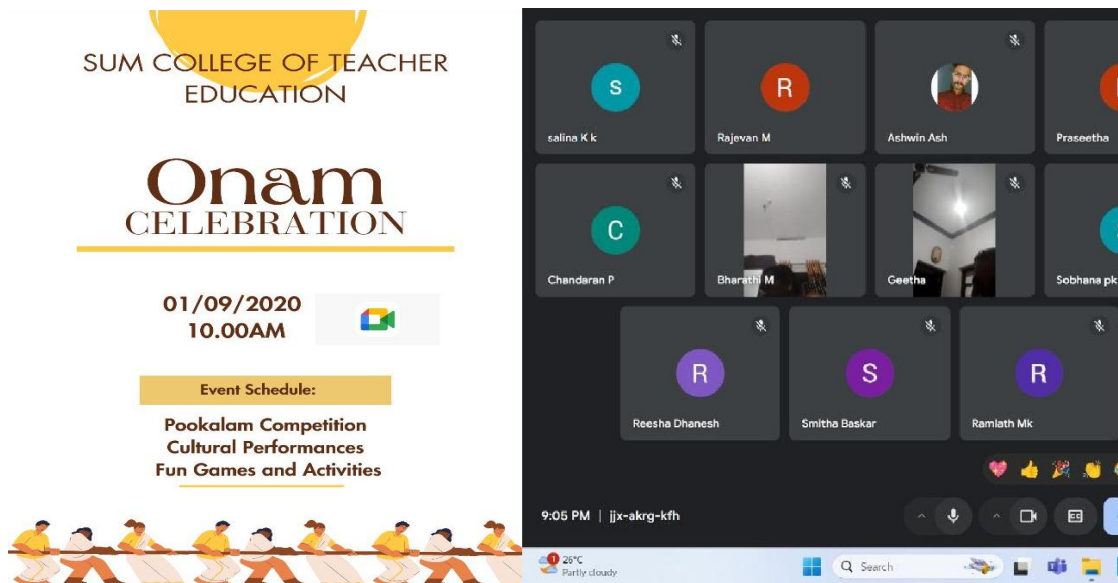 SUM COLLEGE OF TEACHER
EDUCATION
Onam
CELEBRATION
01/09/2020
10.00AM
Event Schedule:
Pookalam Competition
Cultural Performances
Fun Games and Activities
S
salina K k
R
Rajevan M
Ashwin Ash
Praseetha
C
Chandaran P
Bharathi M
Geetha
Sobhana pk
R
Reesha Dhanesh
S
Smitha Baskar
R
Ramlath Mk
9:05 PM | jjx-akrg-kfh
1
26°C
Partly cloudy
Search